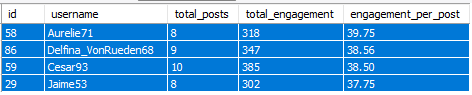 id username total_posts total_engagement engagement_per_post
58 Aurelie71 8 318 39.75
86 Delfina_VonRueden68 9 347 38.56
59 Cesar93 10 385 38.50
29 Jaime53 8 302 37.75